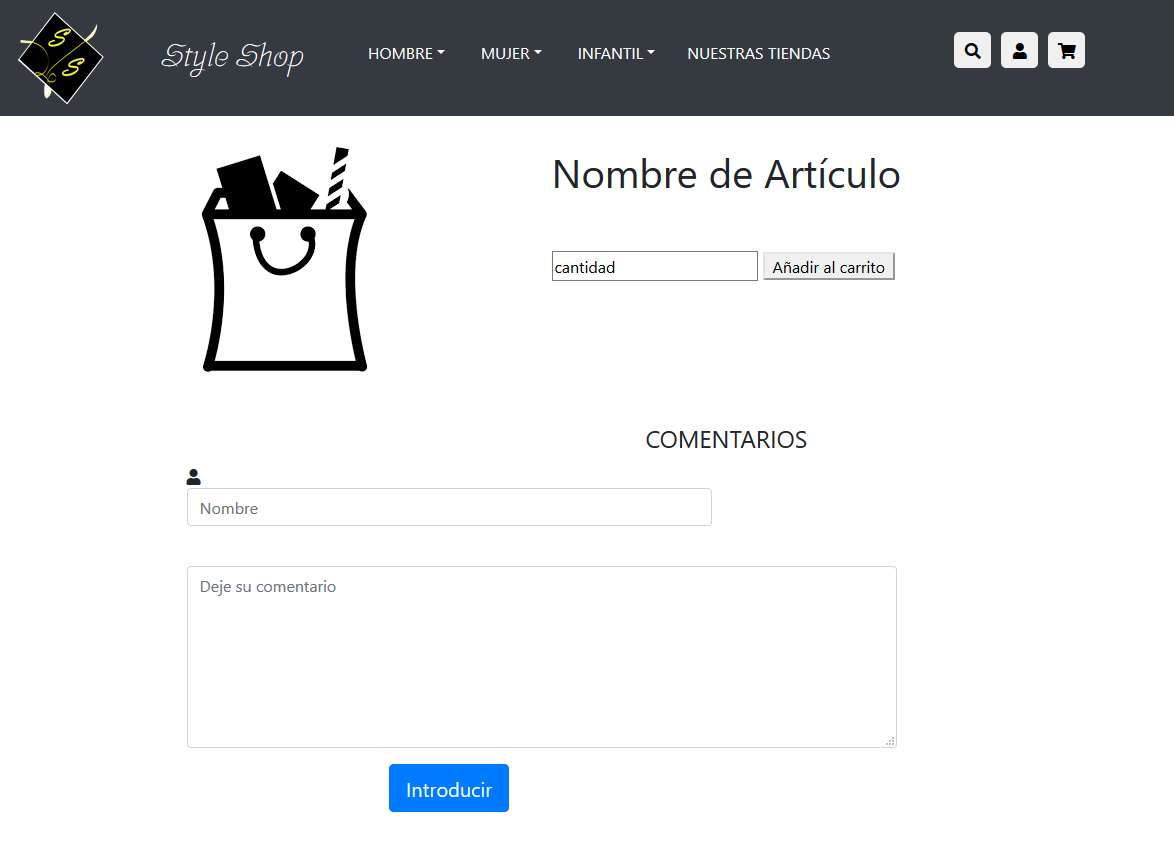 S
S
Style Shop
HOMBRE
MUJER
INFANTIL
NUESTRAS TIENDAS
Nombre de Artículo
cantidad
Añadir al carrito
COMENTARIOS
Nombre
Deje su comentario
Introducir